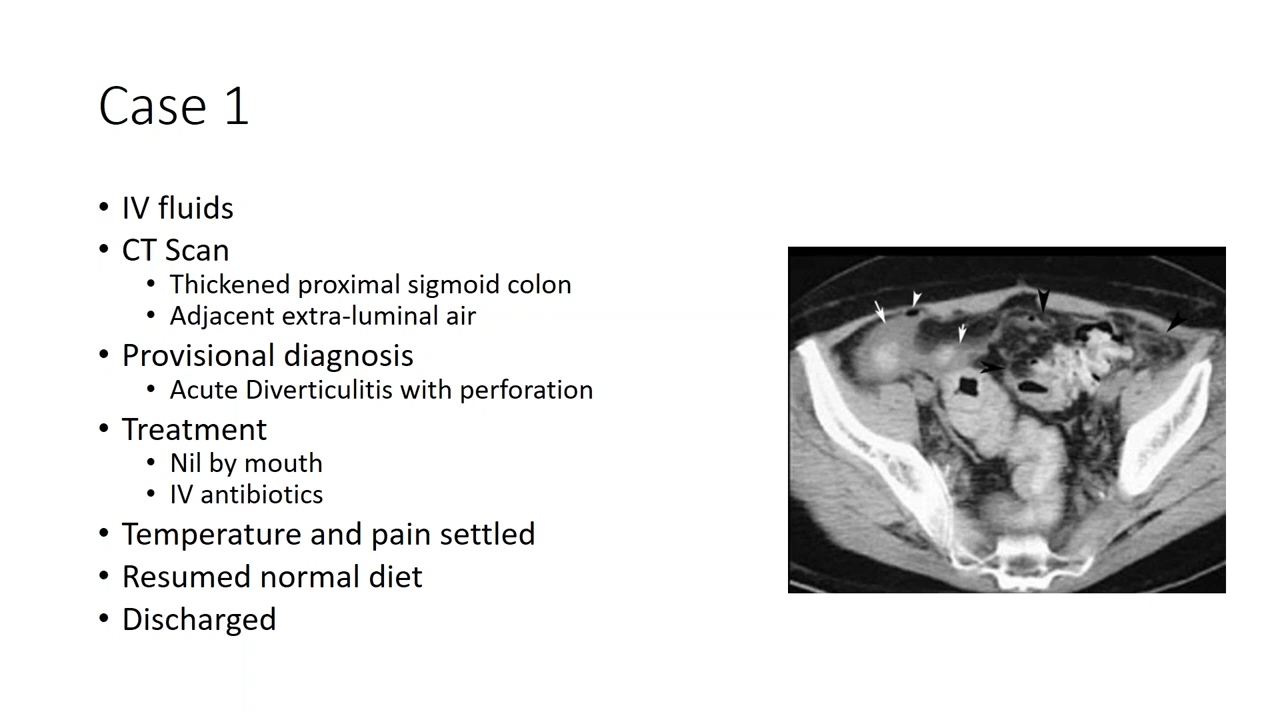 Case 1
• IV fluids
• CT Scan
• Thickened proximal sigmoid colon
• Adjacent extra-luminal air
• Provisional diagnosis
• Acute Diverticulitis with perforation
• Treatment
• Nil by mouth
• IV antibiotics
• Temperature and pain settled
• Resumed normal diet
• Discharged